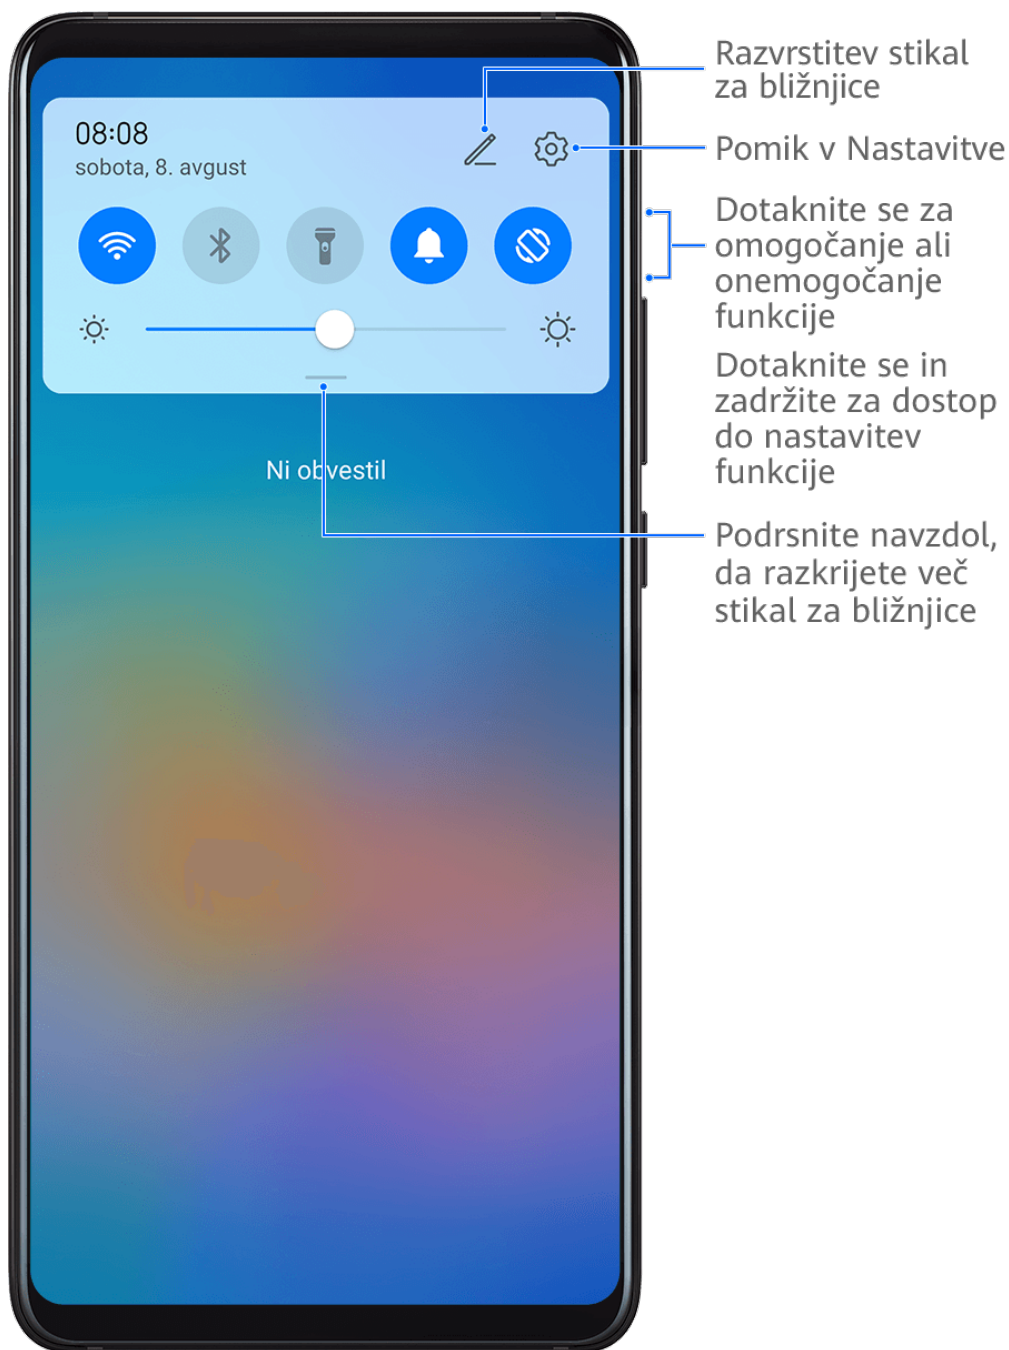 08:08
sobota, 8. avgust
Ni obvestil
Razvrstitev stikal
za bližnjice
Pomik v Nastavitve
Dotaknite se za
omogočanje ali
onemogočanje
funkcije
Dotaknite se in
zadržite za dostop
do nastavitev
funkcije
Podrsnite navzdol,
da razkrijete več
stikal za bližnjice